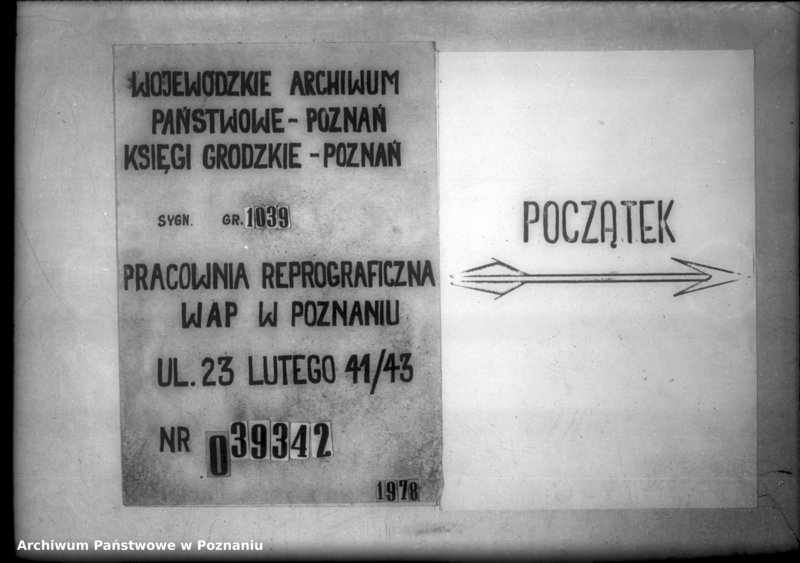 WOJEWÓDZKIE ARCHIWUM
PAŃSTWOWE - POZNAŃ
KSIĘGI GRODZKIE - POZNAŃ
SYGN. GR. 1039
PRACOWNIA REPROGRAFICZNA
WAP W POZNANIU
UL. 23 LUTEGO 41/43
NR 039342
1978
POCZĄTEK
Archiwum Państwowe w Poznaniu